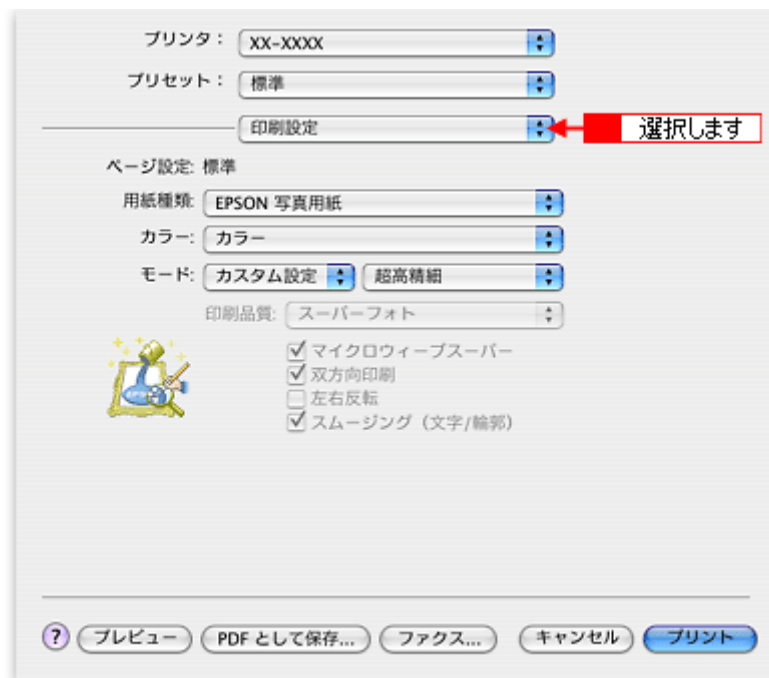 プリンタ： XX-XXXX
プリセット： 標準
印刷設定 選択します
ページ設定: 標準
用紙種類: EPSON 写真用紙
カラー: カラー
モード: カスタム設定 超高精細
印刷品質: スーパーフォト
マイクロウィーブスーパー
双方向印刷
左右反転
スムージング（文字/輪郭）
? プレビュー PDF として保存... ファクス... キャンセル プリント